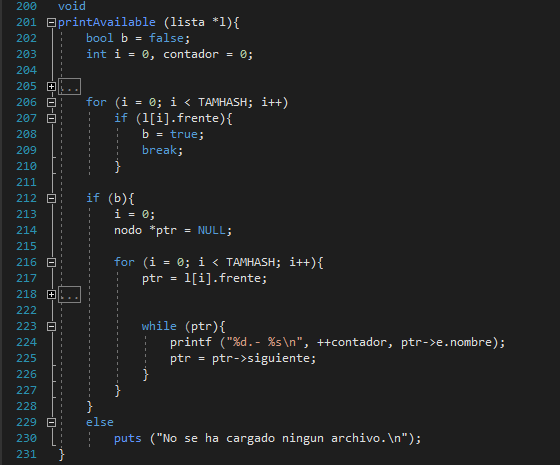 200 void
201 printAvailable (lista *l){
202     bool b = false;
203     int i = 0, contador = 0;
204
205 ...
206     for (i = 0; i < TAMHASH; i++)
207         if (l[i].frente){
208             b = true;
209             break;
210         }
211
212     if (b){
213         i = 0;
214         nodo *ptr = NULL;
215
216         for (i = 0; i < TAMHASH; i++){
217             ptr = l[i].frente;
218 ...
222
223             while (ptr){
224                 printf ("%d.- %s\n", ++contador, ptr->e.nombre);
225                 ptr = ptr->siguiente;
226             }
227         }
228     }
229     else
230         puts ("No se ha cargado ningun archivo.\n");
231 }